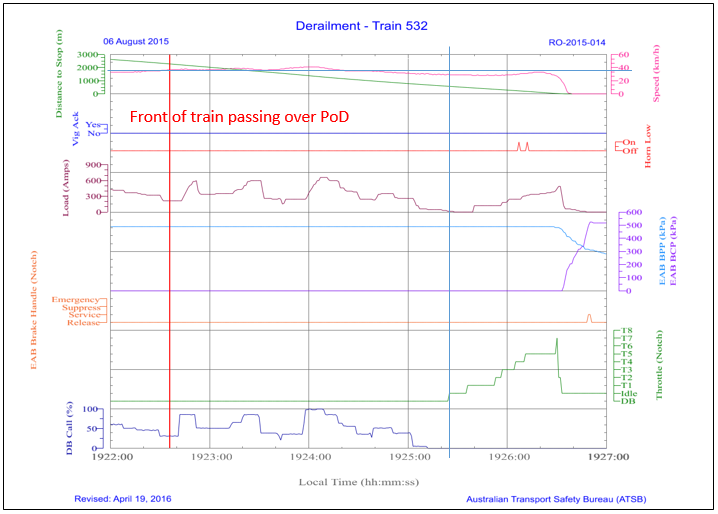 Derailment - Train 532
06 August 2015
RO-2015-014
Distance to Stop (m)
3000
2000
1000
0
60
40
20
0
Speed (km/h)
Front of train passing over PoD
Vig Ack
Yes
No
On
Off
Horn Low
Load (Amps)
900
600
300
0
600
500
400
300
200
100
0
EAB BPP (kPa)
EAB BCP (kPa)
EAB Brake Handle (Notch)
Emergency
Suppress
Service
Release
T8
T7
T6
T5
T4
T3
T2
T1
Idle
DB
Throttle (Notch)
DB Call (%)
100
50
0
1922:00 1923:00 1924:00 1925:00 1926:00 1927:00
Local Time (hh:mm:ss)
Revised: April 19, 2016
Australian Transport Safety Bureau (ATSB)